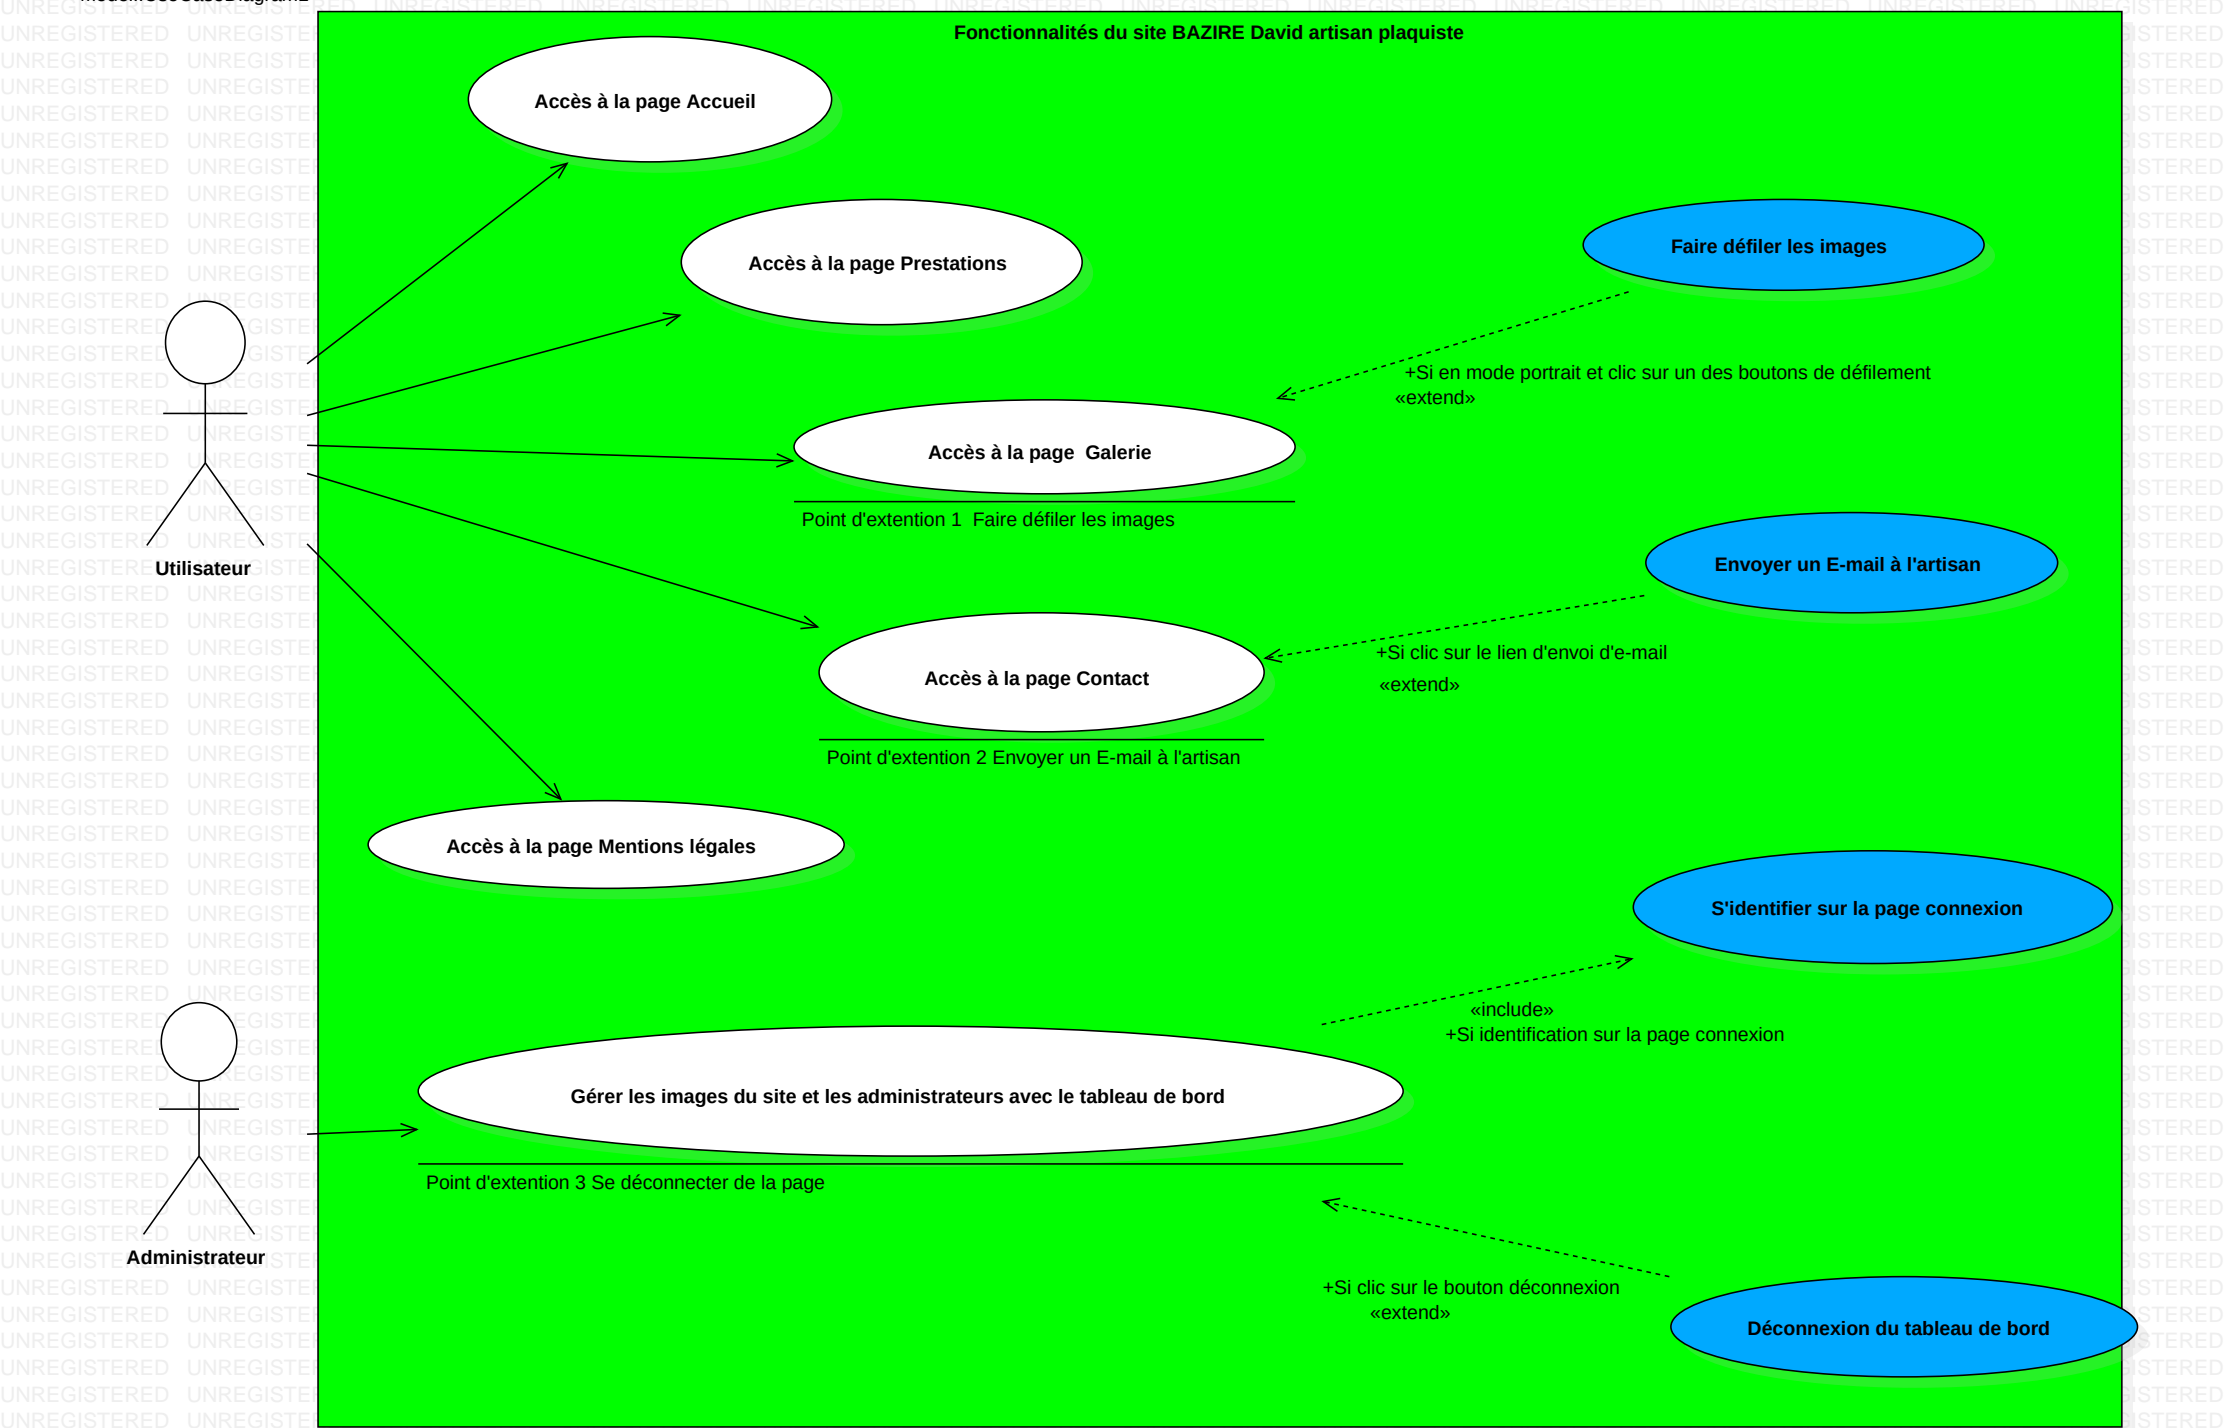 Fonctionnalités du site BAZIRE David artisan plaquiste
Accès à la page Accueil
Accès à la page Prestations
Faire défiler les images
+Si en mode portrait et clic sur un des boutons de défilement
«extend»
Accès à la page  Galerie
Point d'extention 1  Faire défiler les images
Utilisateur
Envoyer un E-mail à l'artisan
+Si clic sur le lien d'envoi d'e-mail
«extend»
Accès à la page Contact
Point d'extention 2 Envoyer un E-mail à l'artisan
Accès à la page Mentions légales
S'identifier sur la page connexion
«include»
+Si identification sur la page connexion
Gérer les images du site et les administrateurs avec le tableau de bord
Point d'extention 3 Se déconnecter de la page
Administrateur
+Si clic sur le bouton déconnexion
«extend»
Déconnexion du tableau de bord
UNREGISTERED